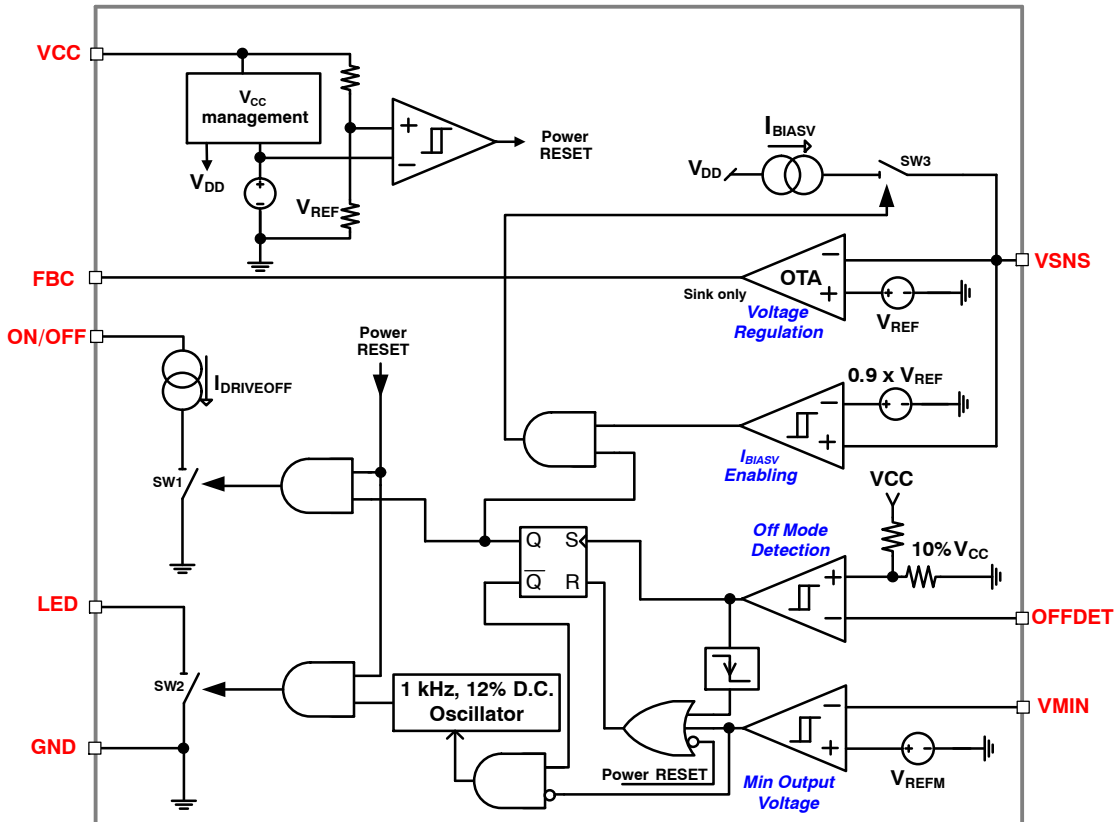 VCC
VCC
management
VDD
VREF
+
−
+
-
Power
RESET
IBIASV
VDD
SW3
FBC
OTA
−
+
Sink only
Voltage
Regulation
+
-
VREF
VSNS
ON/OFF
IDRIVEOFF
Power
RESET
0.9 x VREF
−
+
+
-
IBIASV
Enabling
SW1
VCC
10% VCC
Off Mode
Detection
+
−
Q
S
Q
R
OFFDET
LED
SW2
1 kHz, 12% D.C.
Oscillator
VMIN
−
+
+
-
VREFM
GND
Power RESET
Min Output
Voltage